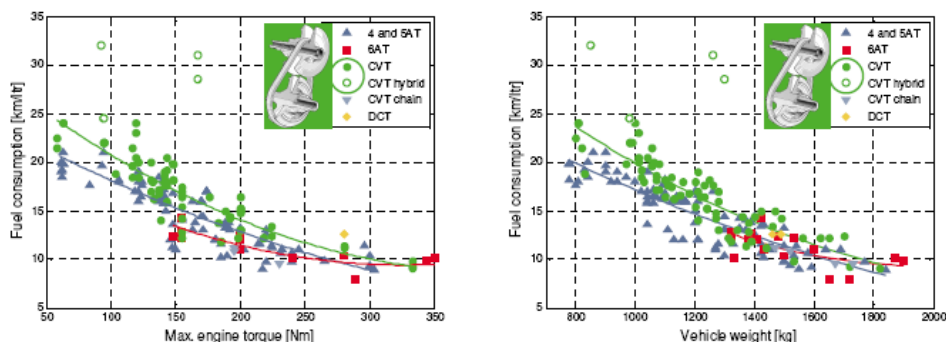 35
30
25
20
15
10
5
50
100
150
200
250
300
350
Fuel consumption [km/ltr]
Max. engine torque [Nm]
4 and 5AT
6AT
CVT
CVT hybrid
CVT chain
DCT
35
30
25
20
15
10
5
800
1000
1200
1400
1600
1800
2000
Fuel consumption [km/ltr]
Vehicle weight [kg]
4 and 5AT
6AT
CVT
CVT hybrid
CVT chain
DCT